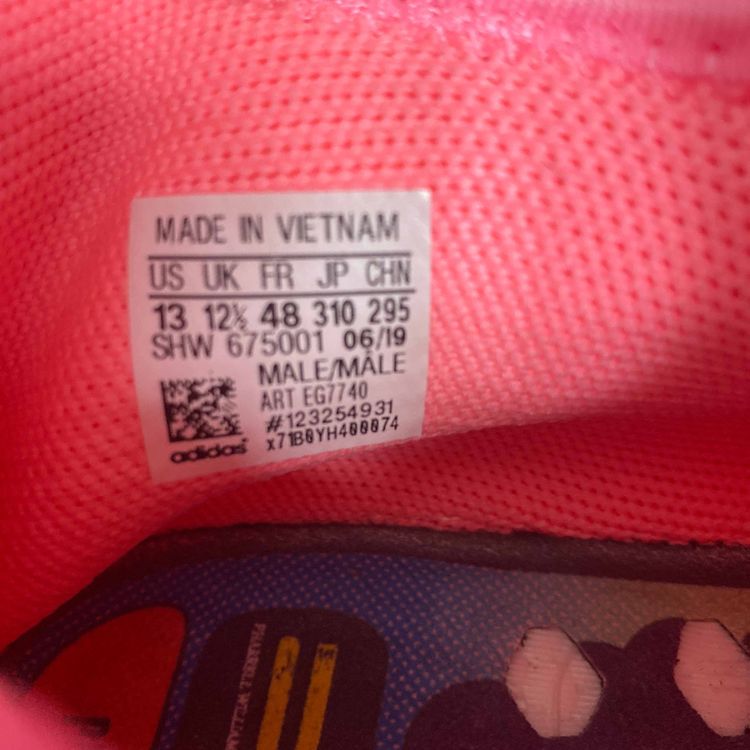 MADE IN VIETNAM
US UK FR JP CHN
13 12½ 48 310 295
SHW 675001 06/19
MALE/MÂLE
ART EG7740
#123254931
x71B0YH400074
adidas